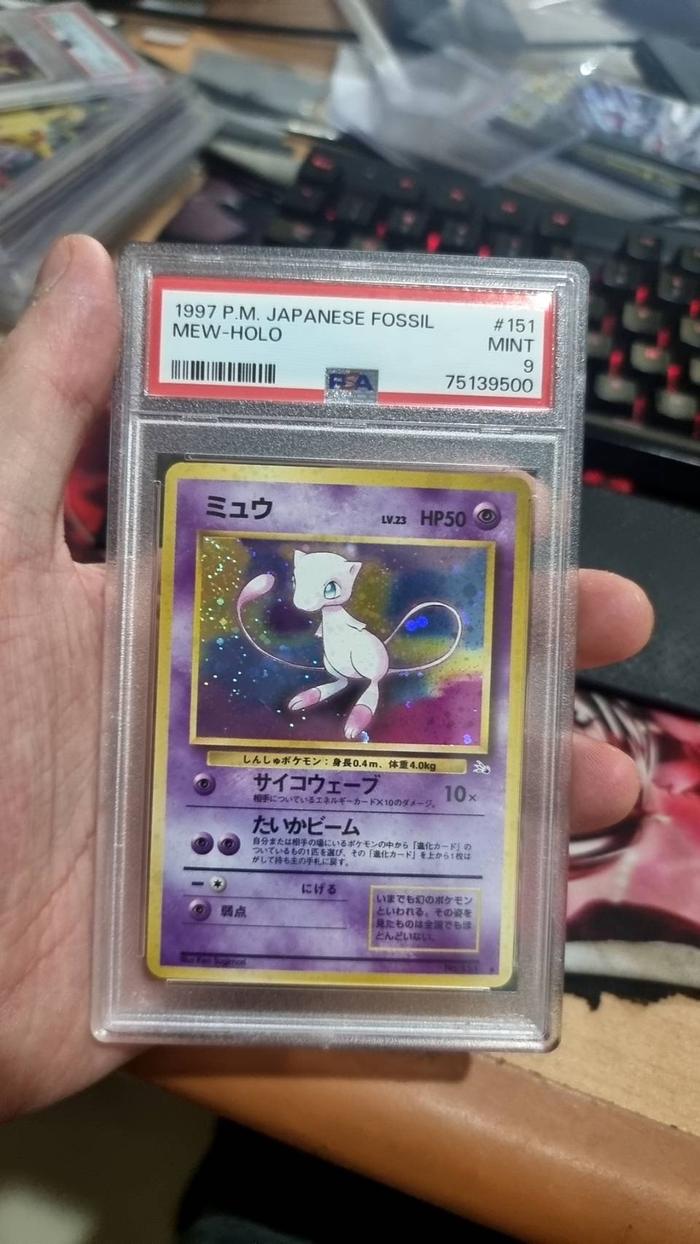 1997 P.M. JAPANESE FOSSIL #151
MEW-HOLO MINT
9
PSA 75139500
ミュウ LV.23 HP50
しんしゅポケモン：身長0.4m、体重4.0kg
サイコウェーブ 10×
相手についているエネルギーカード×10のダメージ。
たいかビーム
自分または相手の場にいるポケモンの中から「進化カード」の
ついているもの1匹を選び、その「進化カード」を上から1枚は
がして持ち主の手札に戻す。
にげる
弱点
いまでも幻のポケモン
といわれる。その姿を
見たものは全国でもほ
とんどいない。
Illus. Ken Sugimori No.151